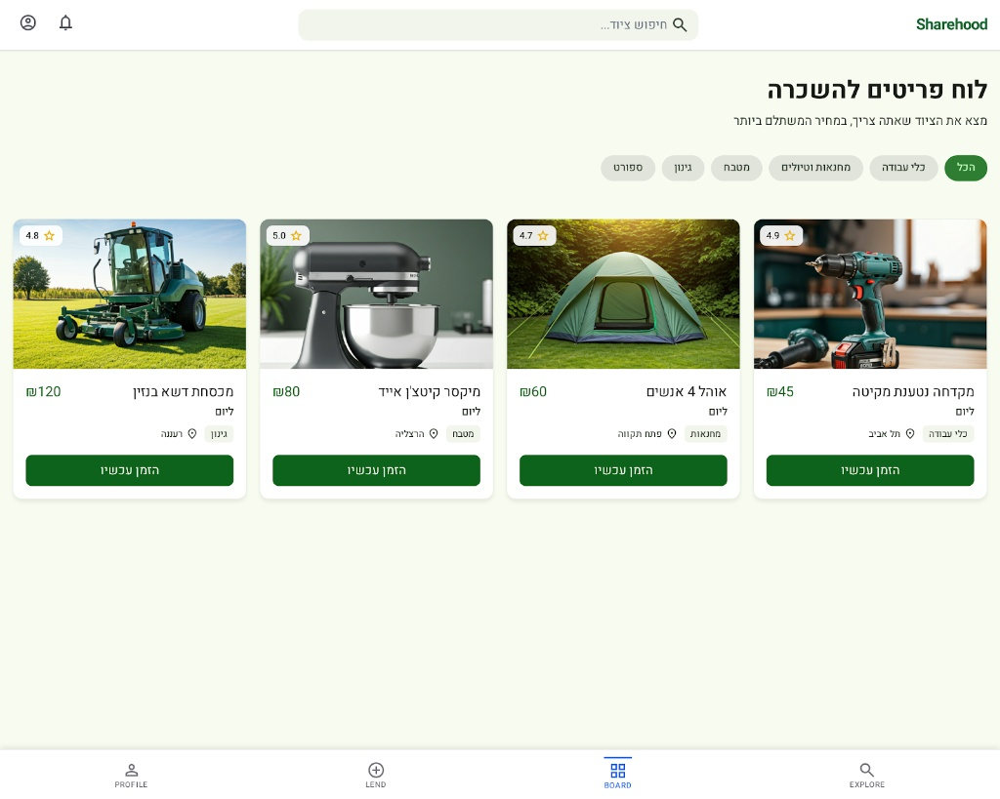 Sharehood
חיפוש ציוד...
לוח פריטים להשכרה
מצא את הציוד שאתה צריך, במחיר המשתלם ביותר
הכל
כלי עבודה
מחנאות וטיולים
מטבח
גינון
ספורט
4.9
מקדחה נטענת מקיטה
₪45
ליום
כלי עבודה
תל אביב
הזמן עכשיו
4.7
אוהל 4 אנשים
₪60
ליום
מחנאות
פתח תקווה
הזמן עכשיו
5.0
מיקסר קיטצ'ן אייד
₪80
ליום
מטבח
הרצליה
הזמן עכשיו
4.8
מכסחת דשא בנזין
₪120
ליום
גינון
רעננה
הזמן עכשיו
EXPLORE
BOARD
LEND
PROFILE